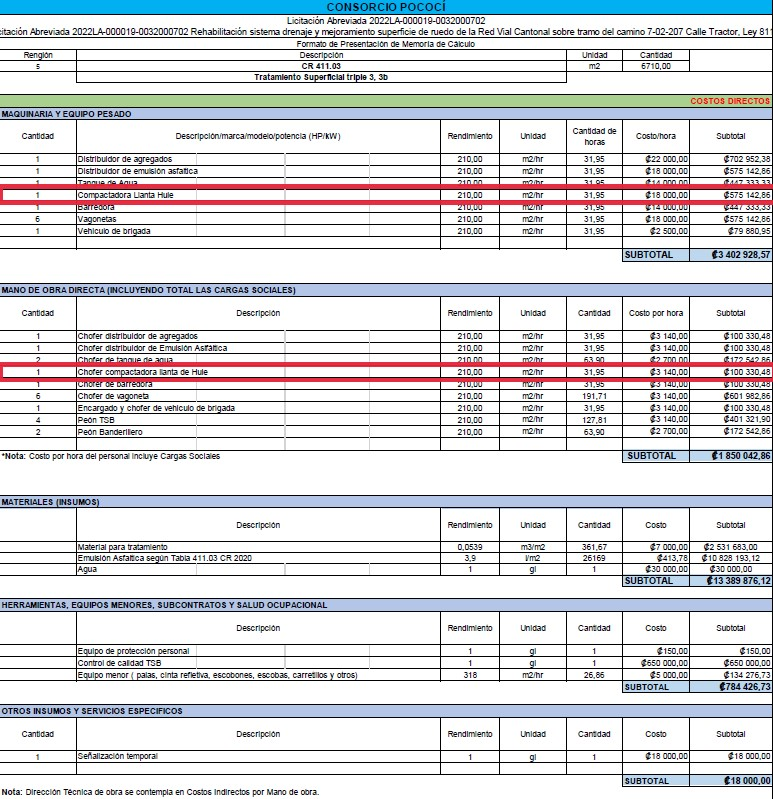 CONSORCIO POCOCÍ
Licitación Abreviada 2022LA-000019-0032000702
citación Abreviada 2022LA-000019-0032000702 Rehabilitación sistema drenaje y mejoramiento superficie de ruedo de la Red Vial Cantonal sobre tramo del camino 7-02-207 Calle Tractor, Ley 811
Formato de Presentación de Memoria de Cálculo
Renglón Descripción Unidad Cantidad
s CR 411.03 m2 6710,00
Tratamiento Superficial triple 3, 3b
COSTOS DIRECTOS
MAQUINARIA Y EQUIPO PESADO
Cantidad Descripción/marca/modelo/potencia (HP/kW) Rendimiento Unidad Cantidad de horas Costo/hora Subtotal
1 Distribuidor de agregados 210,00 m2/hr 31,95 ₡22 000,00 ₡702 952,38
1 Distribuidor de emulsión asfaltica 210,00 m2/hr 31,95 ₡18 000,00 ₡575 142,86
1 Tanque de Agua 210,00 m2/hr 31,95 ₡14 000,00 ₡447 333,33
1 Compactadora Llanta Hule 210,00 m2/hr 31,95 ₡18 000,00 ₡575 142,86
1 Barredora 210,00 m2/hr 31,95 ₡14 000,00 ₡447 333,33
6 Vagonetas 210,00 m2/hr 31,95 ₡18 000,00 ₡575 142,86
1 Vehiculo de brigada 210,00 m2/hr 31,95 ₡2 500,00 ₡79 880,95
SUBTOTAL ₡3 402 928,57
MANO DE OBRA DIRECTA (INCLUYENDO TOTAL LAS CARGAS SOCIALES)
Cantidad Descripción Rendimiento Unidad Cantidad Costo por hora Subtotal
1 Chofer distribuidor de agregados 210,00 m2/hr 31,95 ₡3 140,00 ₡100 330,48
1 Chofer distribuidor de Emulsión Asfáltica 210,00 m2/hr 31,95 ₡3 140,00 ₡100 330,48
2 Chofer de tanque de agua 210,00 m2/hr 63,90 ₡2 700,00 ₡172 542,86
1 Chofer compactadora llanta de Hule 210,00 m2/hr 31,95 ₡3 140,00 ₡100 330,48
1 Chofer de barredora 210,00 m2/hr 31,95 ₡3 140,00 ₡100 330,48
6 Chofer de vagoneta 210,00 m2/hr 191,71 ₡3 140,00 ₡601 982,86
1 Encargado y chofer de vehiculo de brigada 210,00 m2/hr 31,95 ₡3 140,00 ₡100 330,48
4 Peón TSB 210,00 m2/hr 127,81 ₡3 140,00 ₡401 321,90
2 Peón Banderillero 210,00 m2/hr 63,90 ₡2 700,00 ₡172 542,86
*Nota: Costo por hora del personal incluye Cargas Sociales SUBTOTAL ₡1 850 042,86
MATERIALES (INSUMOS)
Descripción Rendimiento Unidad Cantidad Costo Subtotal
Material para tratamiento 0,0539 m3/m2 361,67 ₡7 000,00 ₡2 531 683,00
Emulsión Asfaltica según Tabla 411.03 CR 2020 3,9 l/m2 26169 ₡413,78 ₡10 828 193,12
Agua 1 gl 1 ₡30 000,00 ₡30 000,00
SUBTOTAL ₡13 389 876,12
HERRAMIENTAS, EQUIPOS MENORES, SUBCONTRATOS Y SALUD OCUPACIONAL
Descripción Rendimiento Unidad Cantidad Costo Subtotal
Equipo de protección personal 1 gl 1 ₡150,00 ₡150,00
Control de calidad TSB 1 gl 1 ₡650 000,00 ₡650 000,00
Equipo menor ( palas, cinta refletiva, escobones, escobas, carretillos y otros) 318 m2/hr 26,86 ₡5 000,00 ₡134 276,73
SUBTOTAL ₡784 426,73
OTROS INSUMOS Y SERVICIOS ESPECIFICOS
Cantidad Descripción Rendimiento Unidad Cantidad Costo Subtotal
1 Señalización temporal 1 gl 1 ₡18 000,00 ₡18 000,00
SUBTOTAL ₡18 000,00
Nota: Dirección Técnica de obra se contempla en Costos Indirectos por Mano de obra.